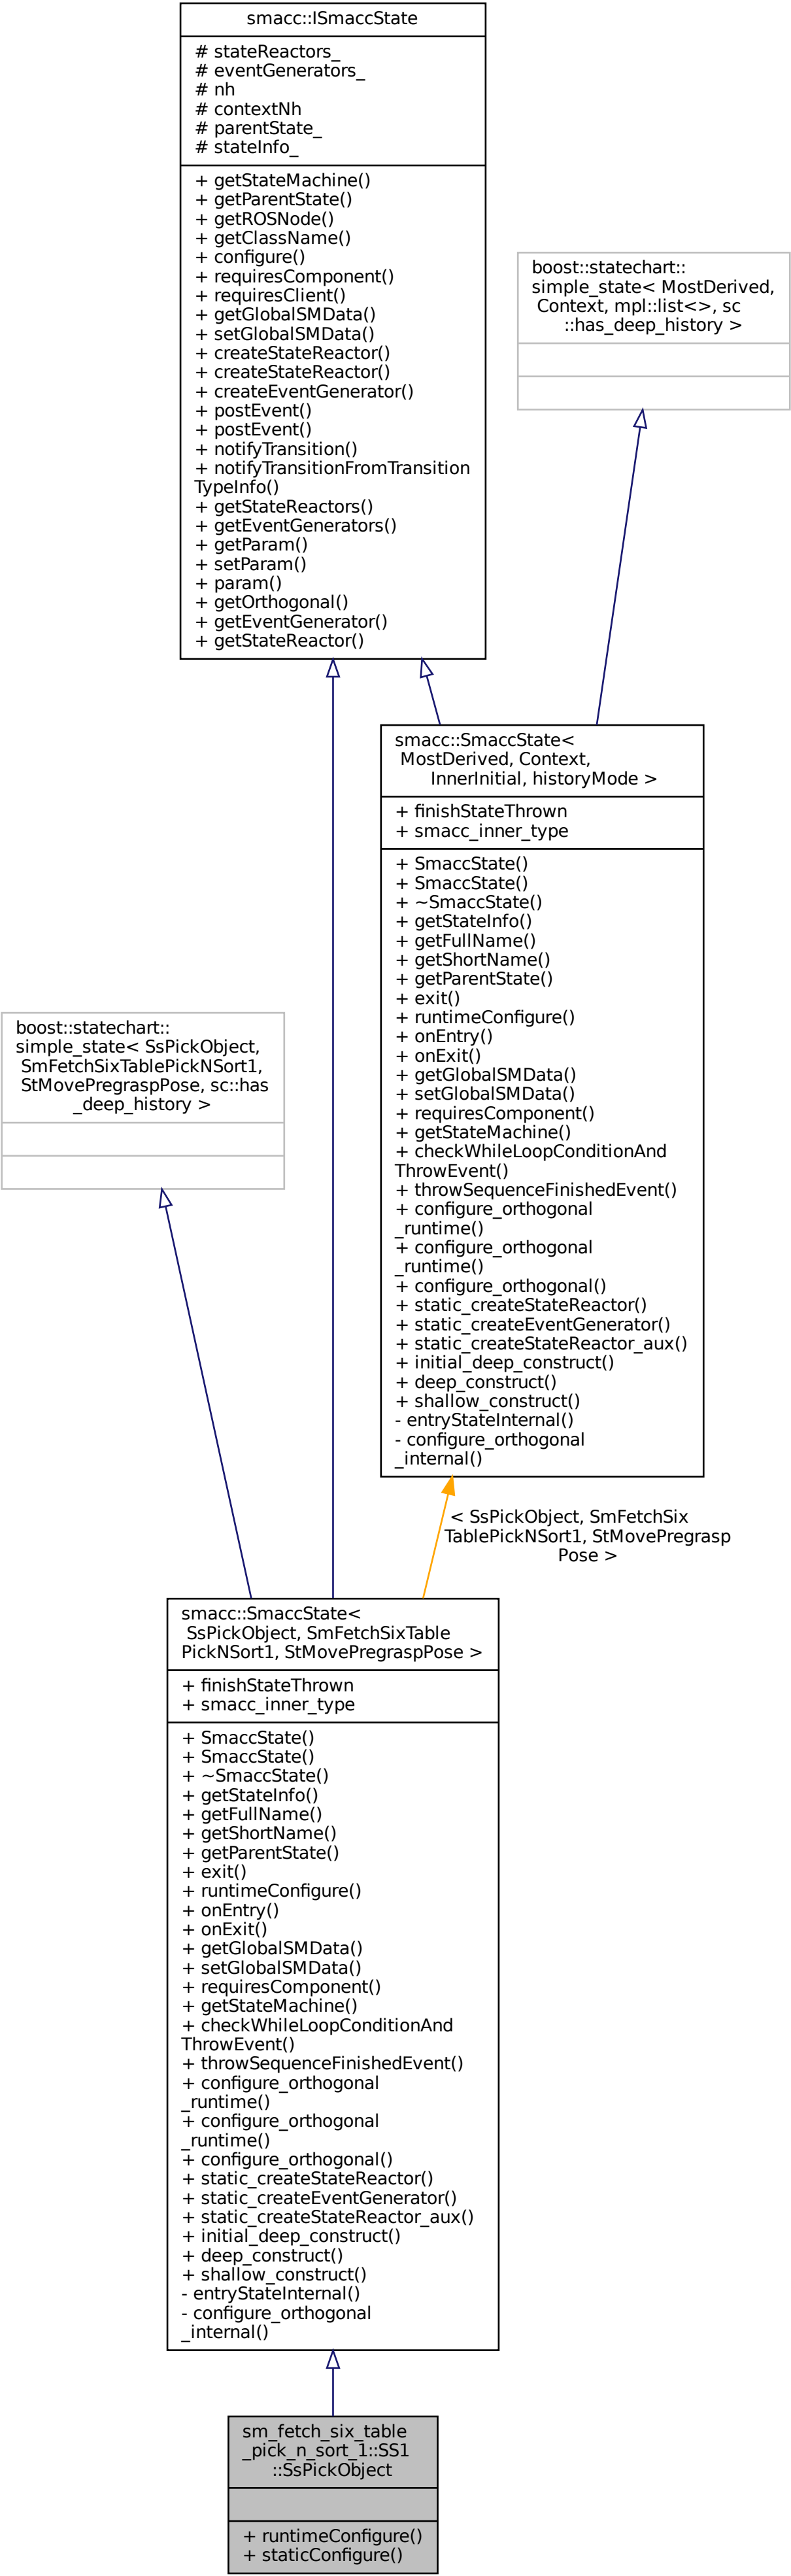 smacc::ISmaccState
# stateReactors_
# eventGenerators_
# nh
# contextNh
# parentState_
# stateInfo_
+ getStateMachine()
+ getParentState()
+ getROSNode()
+ getClassName()
+ configure()
+ requiresComponent()
+ requiresClient()
+ getGlobalSMData()
+ setGlobalSMData()
+ createStateReactor()
+ createStateReactor()
+ createEventGenerator()
+ postEvent()
+ postEvent()
+ notifyTransition()
+ notifyTransitionFromTransition
TypeInfo()
+ getStateReactors()
+ getEventGenerators()
+ getParam()
+ setParam()
+ param()
+ getOrthogonal()
+ getEventGenerator()
+ getStateReactor()
boost::statechart::
simple_state< MostDerived,
Context, mpl::list<>, sc
::has_deep_history >
smacc::SmaccState<
MostDerived, Context,
InnerInitial, historyMode >
+ finishStateThrown
+ smacc_inner_type
+ SmaccState()
+ SmaccState()
+ ~SmaccState()
+ getStateInfo()
+ getFullName()
+ getShortName()
+ getParentState()
+ exit()
+ runtimeConfigure()
+ onEntry()
+ onExit()
+ getGlobalSMData()
+ setGlobalSMData()
+ requiresComponent()
+ getStateMachine()
+ checkWhileLoopConditionAnd
ThrowEvent()
+ throwSequenceFinishedEvent()
+ configure_orthogonal
_runtime()
+ configure_orthogonal
_runtime()
+ configure_orthogonal()
+ static_createStateReactor()
+ static_createEventGenerator()
+ static_createStateReactor_aux()
+ initial_deep_construct()
+ deep_construct()
+ shallow_construct()
- entryStateInternal()
- configure_orthogonal
_internal()
boost::statechart::
simple_state< SsPickObject,
SmFetchSixTablePickNSort1,
StMovePregraspPose, sc::has
_deep_history >
< SsPickObject, SmFetchSix
TablePickNSort1, StMovePregrasp
Pose >
smacc::SmaccState<
SsPickObject, SmFetchSixTable
PickNSort1, StMovePregraspPose >
+ finishStateThrown
+ smacc_inner_type
+ SmaccState()
+ SmaccState()
+ ~SmaccState()
+ getStateInfo()
+ getFullName()
+ getShortName()
+ getParentState()
+ exit()
+ runtimeConfigure()
+ onEntry()
+ onExit()
+ getGlobalSMData()
+ setGlobalSMData()
+ requiresComponent()
+ getStateMachine()
+ checkWhileLoopConditionAnd
ThrowEvent()
+ throwSequenceFinishedEvent()
+ configure_orthogonal
_runtime()
+ configure_orthogonal
_runtime()
+ configure_orthogonal()
+ static_createStateReactor()
+ static_createEventGenerator()
+ static_createStateReactor_aux()
+ initial_deep_construct()
+ deep_construct()
+ shallow_construct()
- entryStateInternal()
- configure_orthogonal
_internal()
sm_fetch_six_table
_pick_n_sort_1::SS1
::SsPickObject
+ runtimeConfigure()
+ staticConfigure()